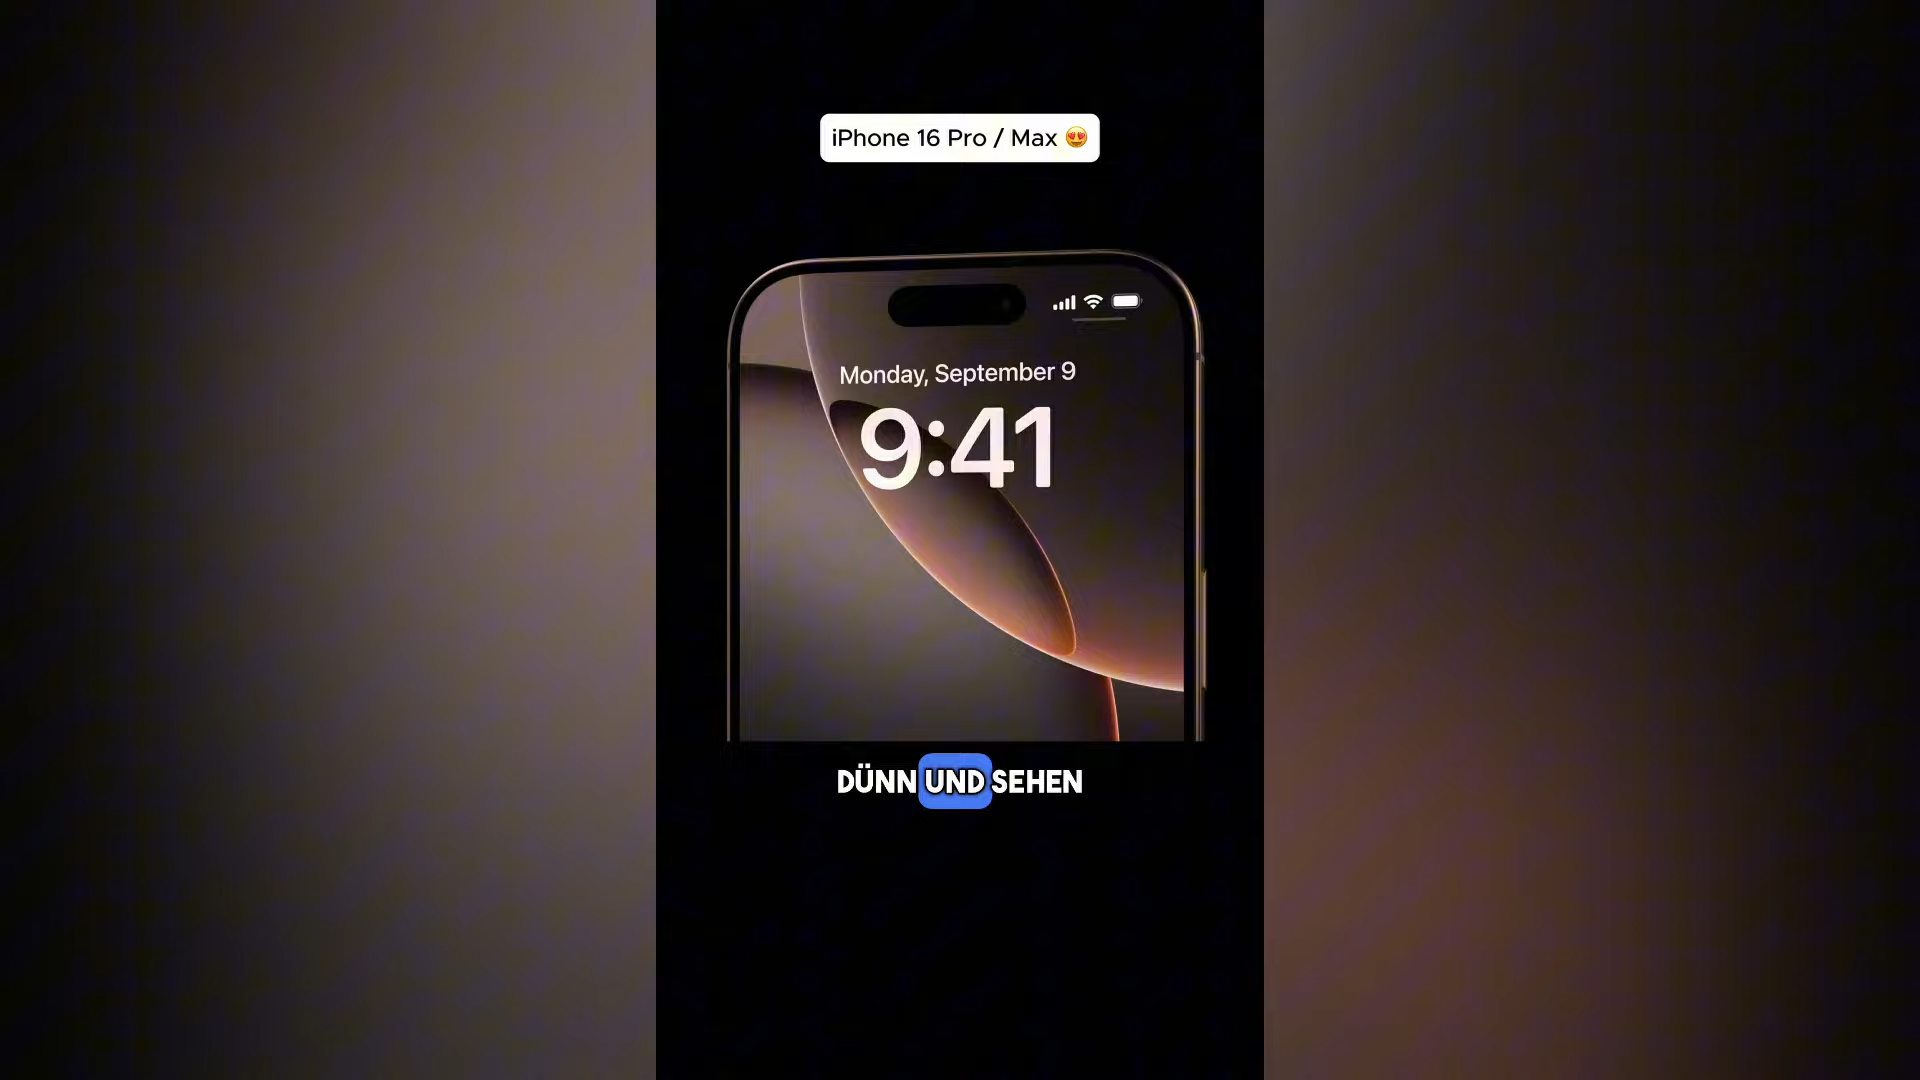 iPhone 16 Pro / Max 😍
Monday, September 9
9:41
DÜNN UND SEHEN